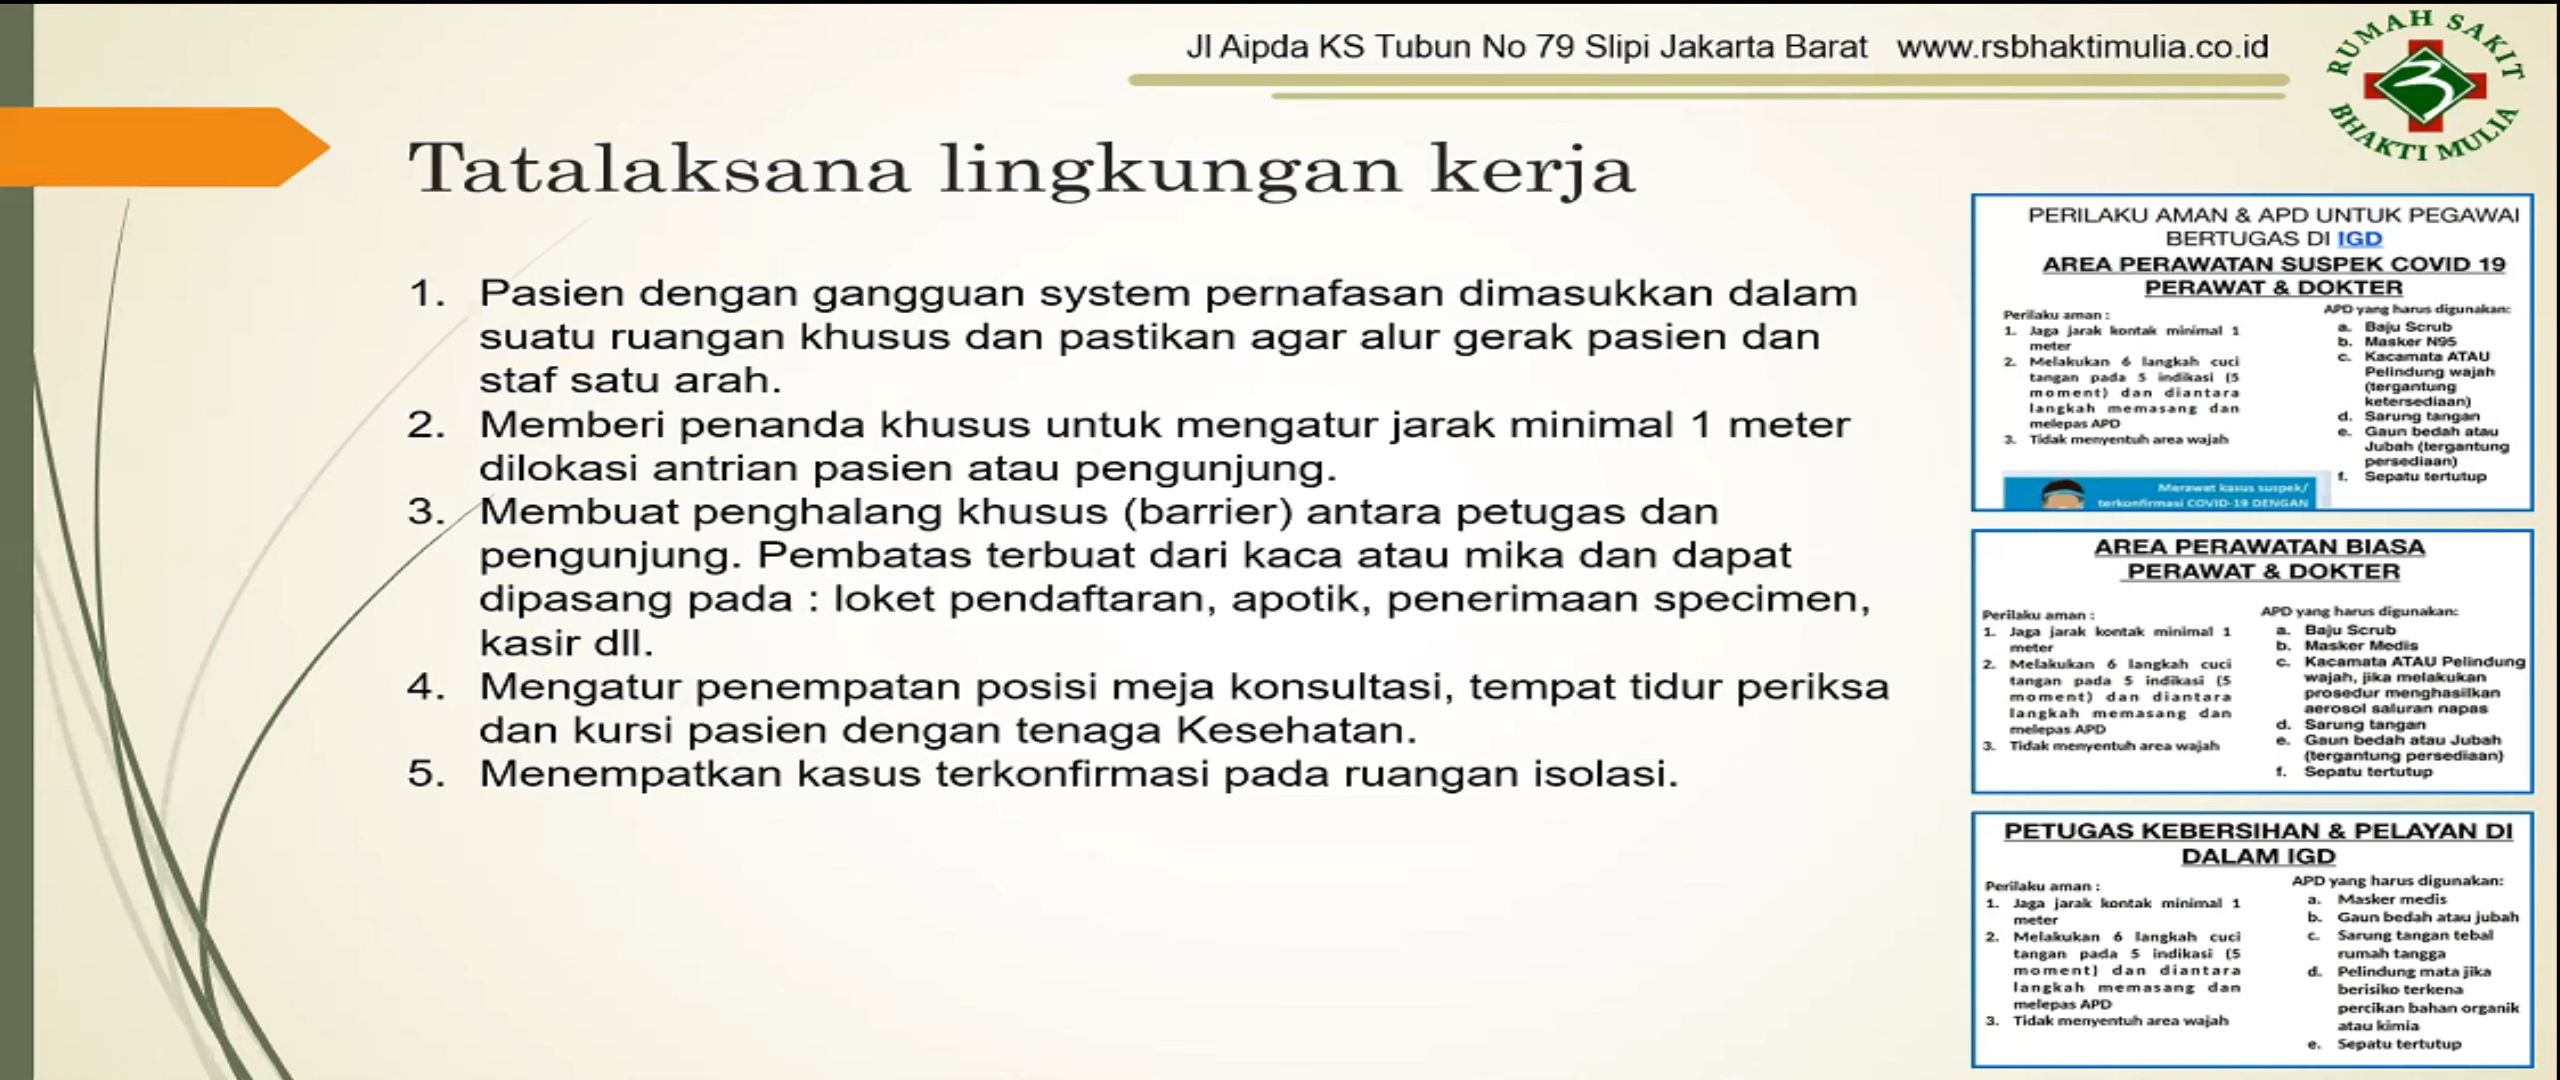 Jl Aipda KS Tubun No 79 Slipi Jakarta Barat www.rsbhaktimulia.co.id
RUMAH SAKIT
BHAKTI MULIA
Tatalaksana lingkungan kerja
1. Pasien dengan gangguan system pernafasan dimasukkan dalam
suatu ruangan khusus dan pastikan agar alur gerak pasien dan
staf satu arah.
2. Memberi penanda khusus untuk mengatur jarak minimal 1 meter
dilokasi antrian pasien atau pengunjung.
3. Membuat penghalang khusus (barrier) antara petugas dan
pengunjung. Pembatas terbuat dari kaca atau mika dan dapat
dipasang pada : loket pendaftaran, apotik, penerimaan specimen,
kasir dll.
4. Mengatur penempatan posisi meja konsultasi, tempat tidur periksa
dan kursi pasien dengan tenaga Kesehatan.
5. Menempatkan kasus terkonfirmasi pada ruangan isolasi.
PERILAKU AMAN & APD UNTUK PEGAWAI
BERTUGAS DI IGD
AREA PERAWATAN SUSPEK COVID 19
PERAWAT & DOKTER
Perilaku aman :
1. Jaga jarak kontak minimal 1
meter
2. Melakukan 6 langkah cuci
tangan pada 5 indikasi (5
moment) dan diantara
langkah memasang dan
melepas APD
3. Tidak menyentuh area wajah
APD yang harus digunakan:
a. Baju Scrub
b. Masker N95
c. Kacamata ATAU
Pelindung wajah
(tergantung
ketersediaan)
d. Sarung tangan
e. Gaun bedah atau
Jubah (tergantung
persediaan)
f. Sepatu tertutup
Merawat kasus suspek/
terkonfirmasi COVID-19 DENGAN
AREA PERAWATAN BIASA
PERAWAT & DOKTER
Perilaku aman :
1. Jaga jarak kontak minimal 1
meter
2. Melakukan 6 langkah cuci
tangan pada 5 indikasi (5
moment) dan diantara
langkah memasang dan
melepas APD
3. Tidak menyentuh area wajah
APD yang harus digunakan:
a. Baju Scrub
b. Masker Medis
c. Kacamata ATAU Pelindung
wajah, jika melakukan
prosedur menghasilkan
aerosol saluran napas
d. Sarung tangan
e. Gaun bedah atau Jubah
(tergantung persediaan)
f. Sepatu tertutup
PETUGAS KEBERSIHAN & PELAYAN DI
DALAM IGD
Perilaku aman :
1. Jaga jarak kontak minimal 1
meter
2. Melakukan 6 langkah cuci
tangan pada 5 indikasi (5
moment) dan diantara
langkah memasang dan
melepas APD
3. Tidak menyentuh area wajah
APD yang harus digunakan:
a. Masker medis
b. Gaun bedah atau jubah
c. Sarung tangan tebal
rumah tangga
d. Pelindung mata jika
berisiko terkena
percikan bahan organik
atau kimia
e. Sepatu tertutup